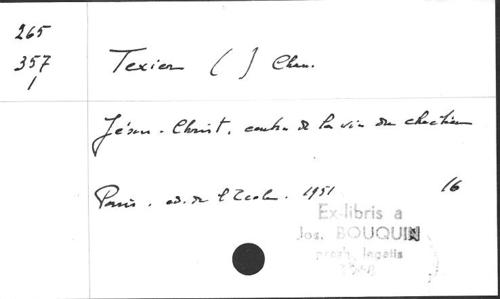 265
357
1
Texier ( ) Chan.
Jésus-Christ, centre de la vie du chrétien
Paris. ed. de l'Ecole. 1951
16
Ex-libris a
Jos. BOUQUIN